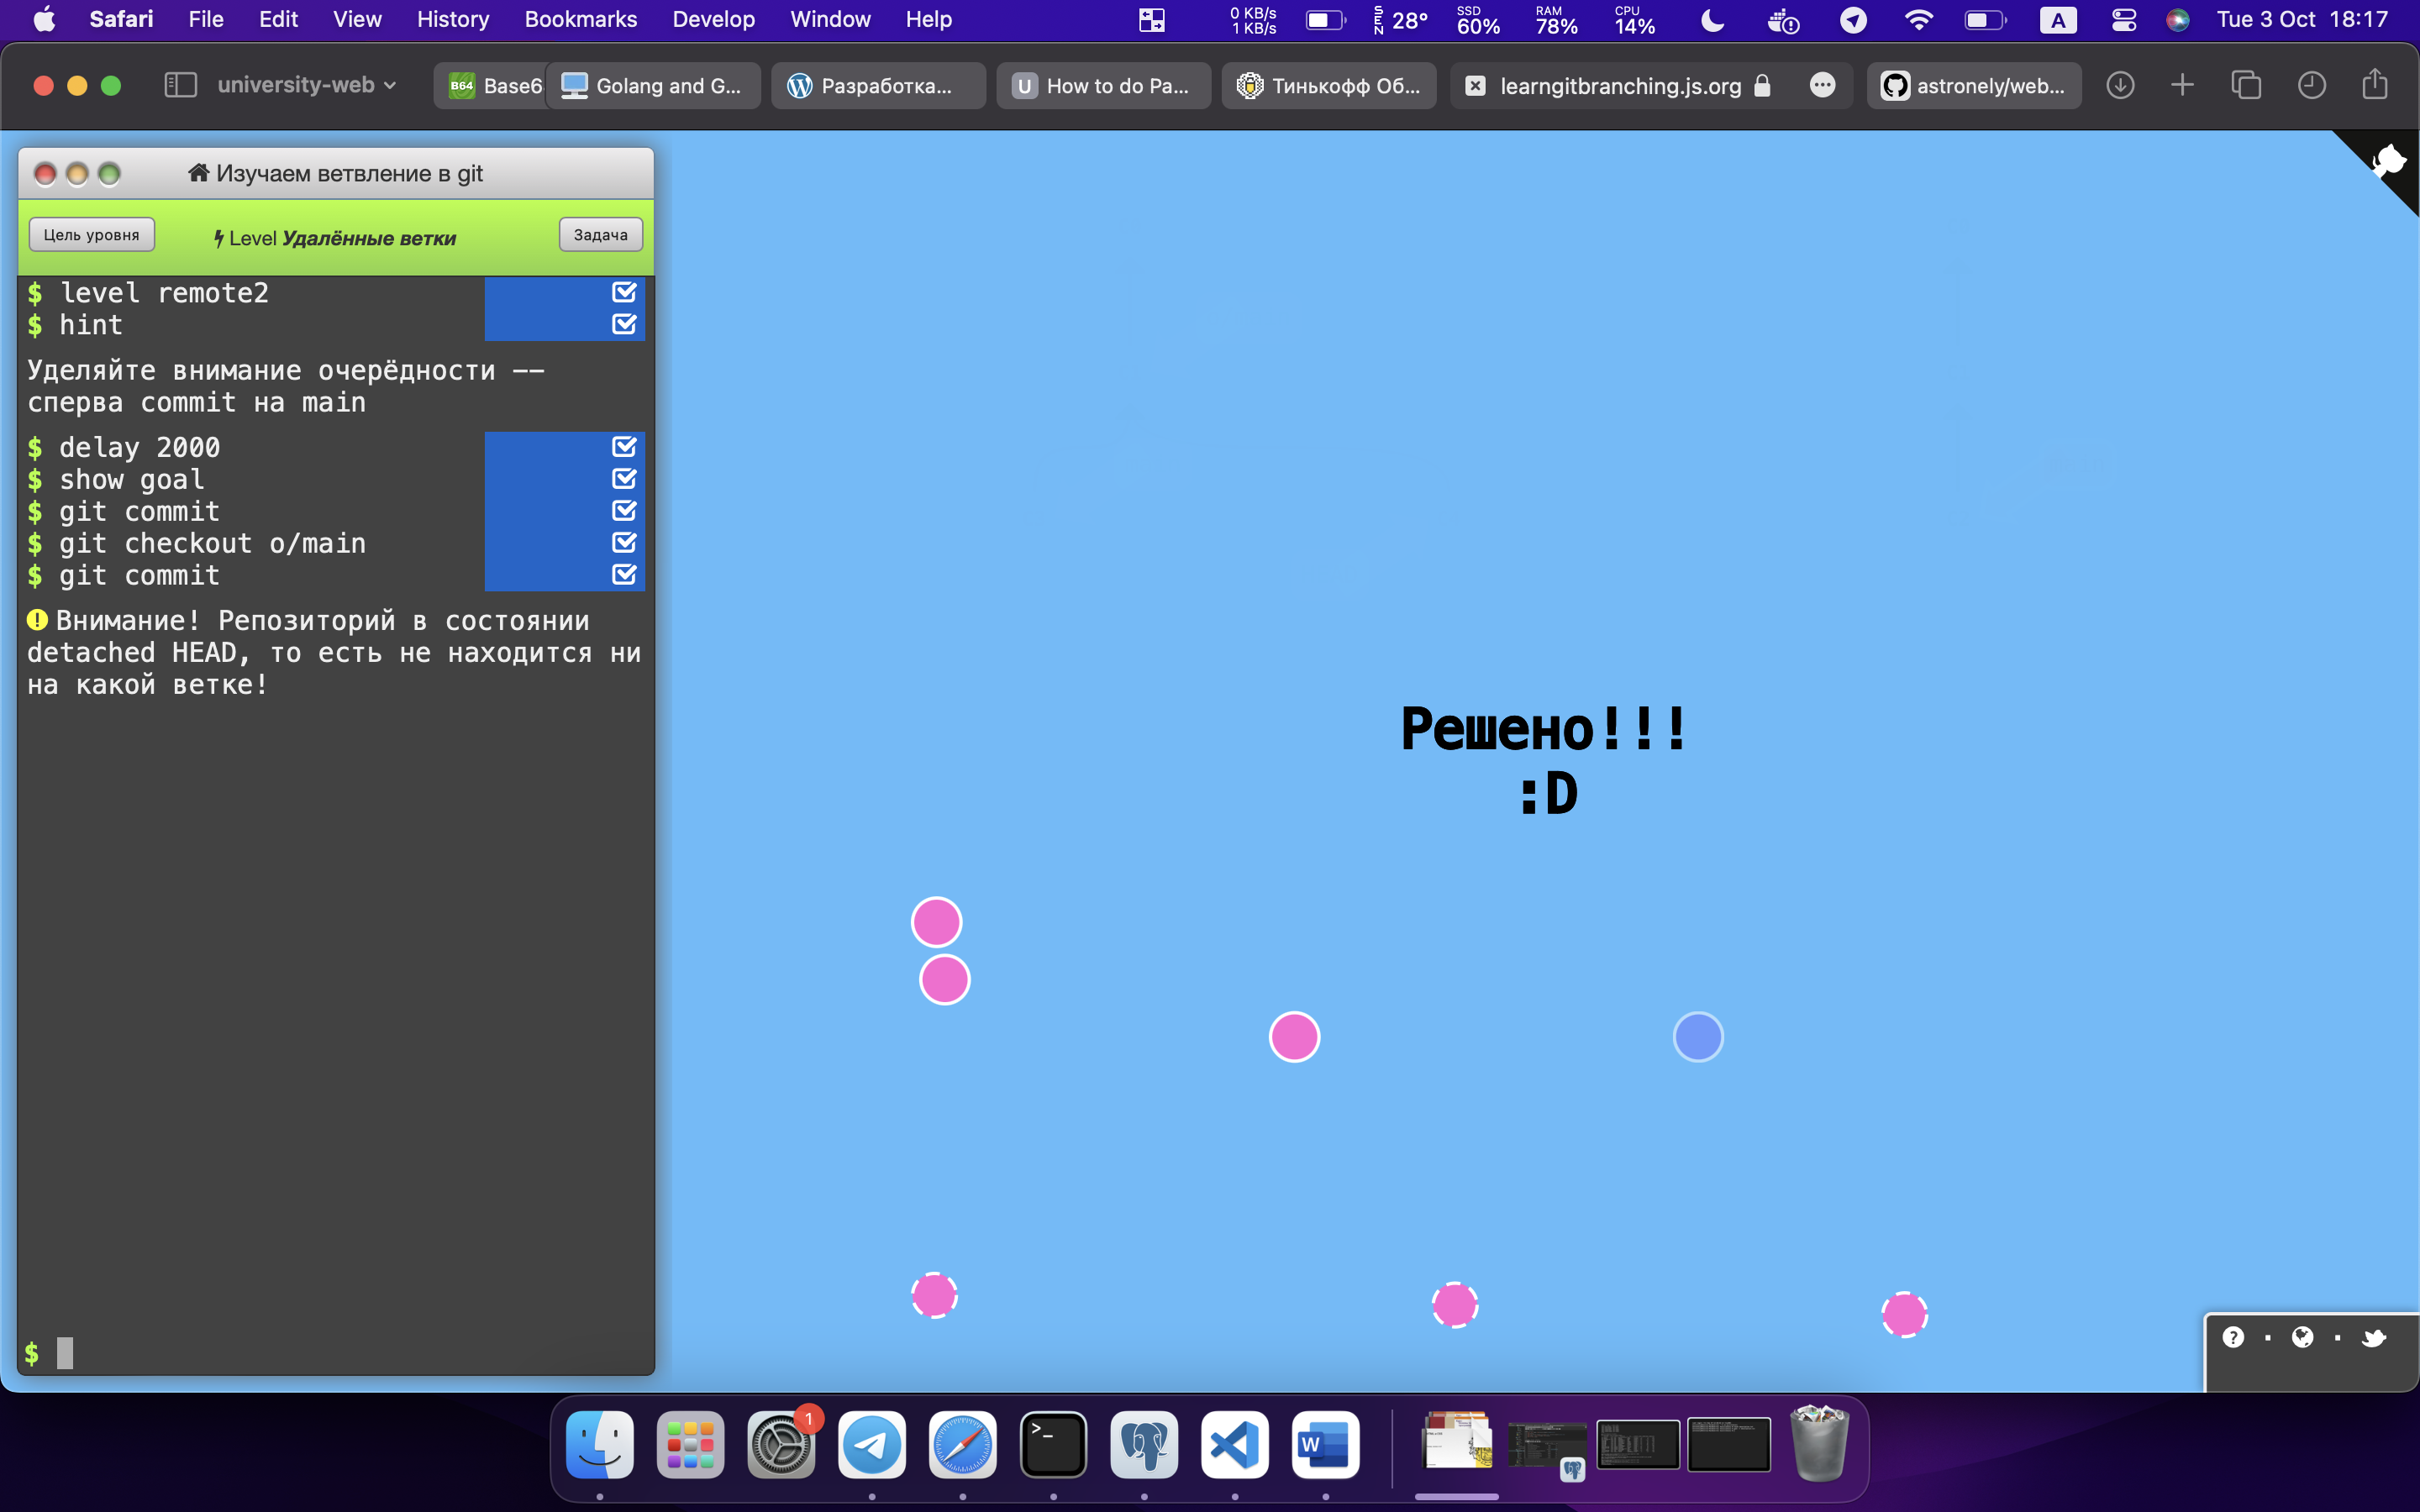 Safari File Edit View History Bookmarks Develop Window Help 0 KB/s 1 KB/s SEN 28° SSD 60% RAM 78% CPU 14% A Tue 3 Oct 18:17
university-web B64 Base6 Golang and G... Разработка... U How to do Pa... Тинькофф Об... learngitbranching.js.org astronely/web...
Изучаем ветвление в git
Цель уровня Level Удалённые ветки Задача
$ level remote2
$ hint
Уделяйте внимание очерёдности --
сперва commit на main
$ delay 2000
$ show goal
$ git commit
$ git checkout o/main
$ git commit
Внимание! Репозиторий в состоянии
detached HEAD, то есть не находится ни
на какой ветке!
Решено!!!
:D
$
1
W